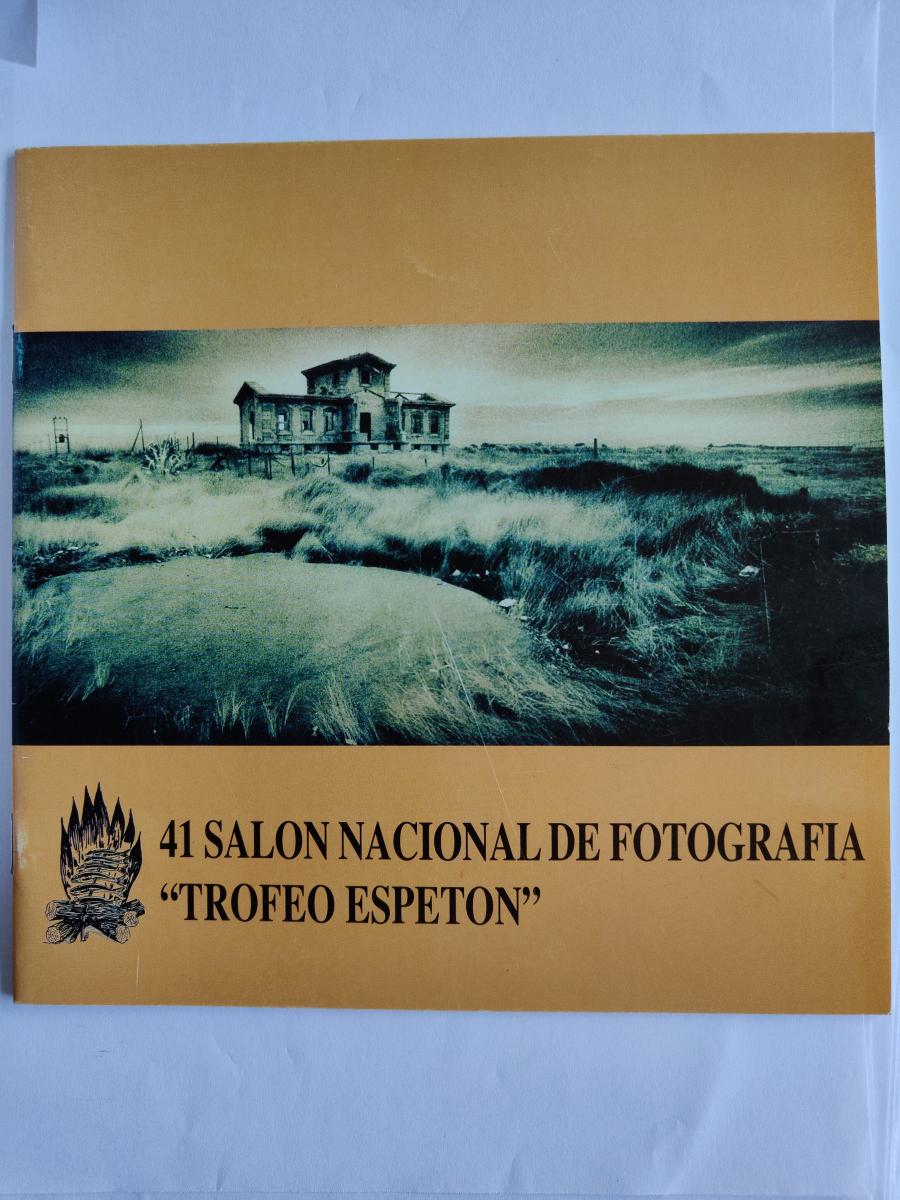 41 SALON NACIONAL DE FOTOGRAFIA
“TROFEO ESPETON”